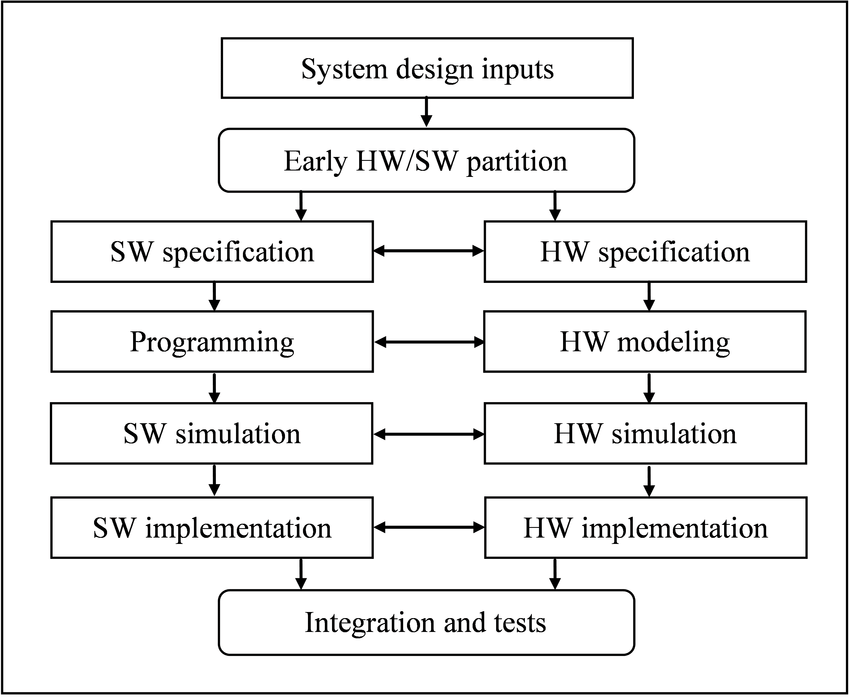 System design inputs
Early HW/SW partition
SW specification
HW specification
Programming
HW modeling
SW simulation
HW simulation
SW implementation
HW implementation
Integration and tests